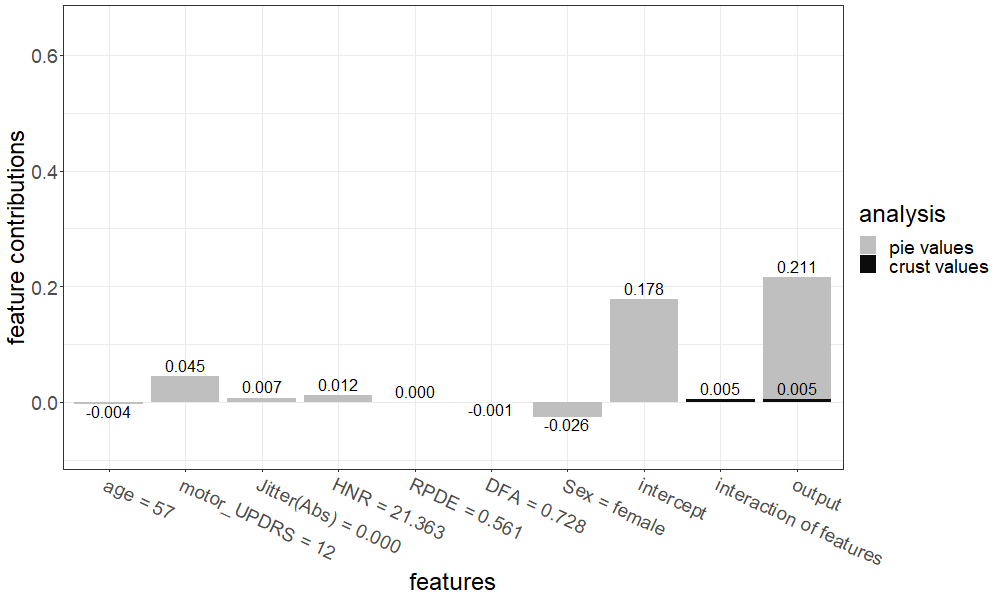 feature contributions
0.6
0.4
0.2
0.0
-0.004
0.045
0.007
0.012
0.000
-0.001
-0.026
0.178
0.005
0.211
0.005
age = 57
motor_UPDRS = 12
Jitter(Abs) = 0.000
HNR = 21.363
RPDE = 0.561
DFA = 0.728
Sex = female
intercept
interaction of features
output
features
analysis
pie values
crust values